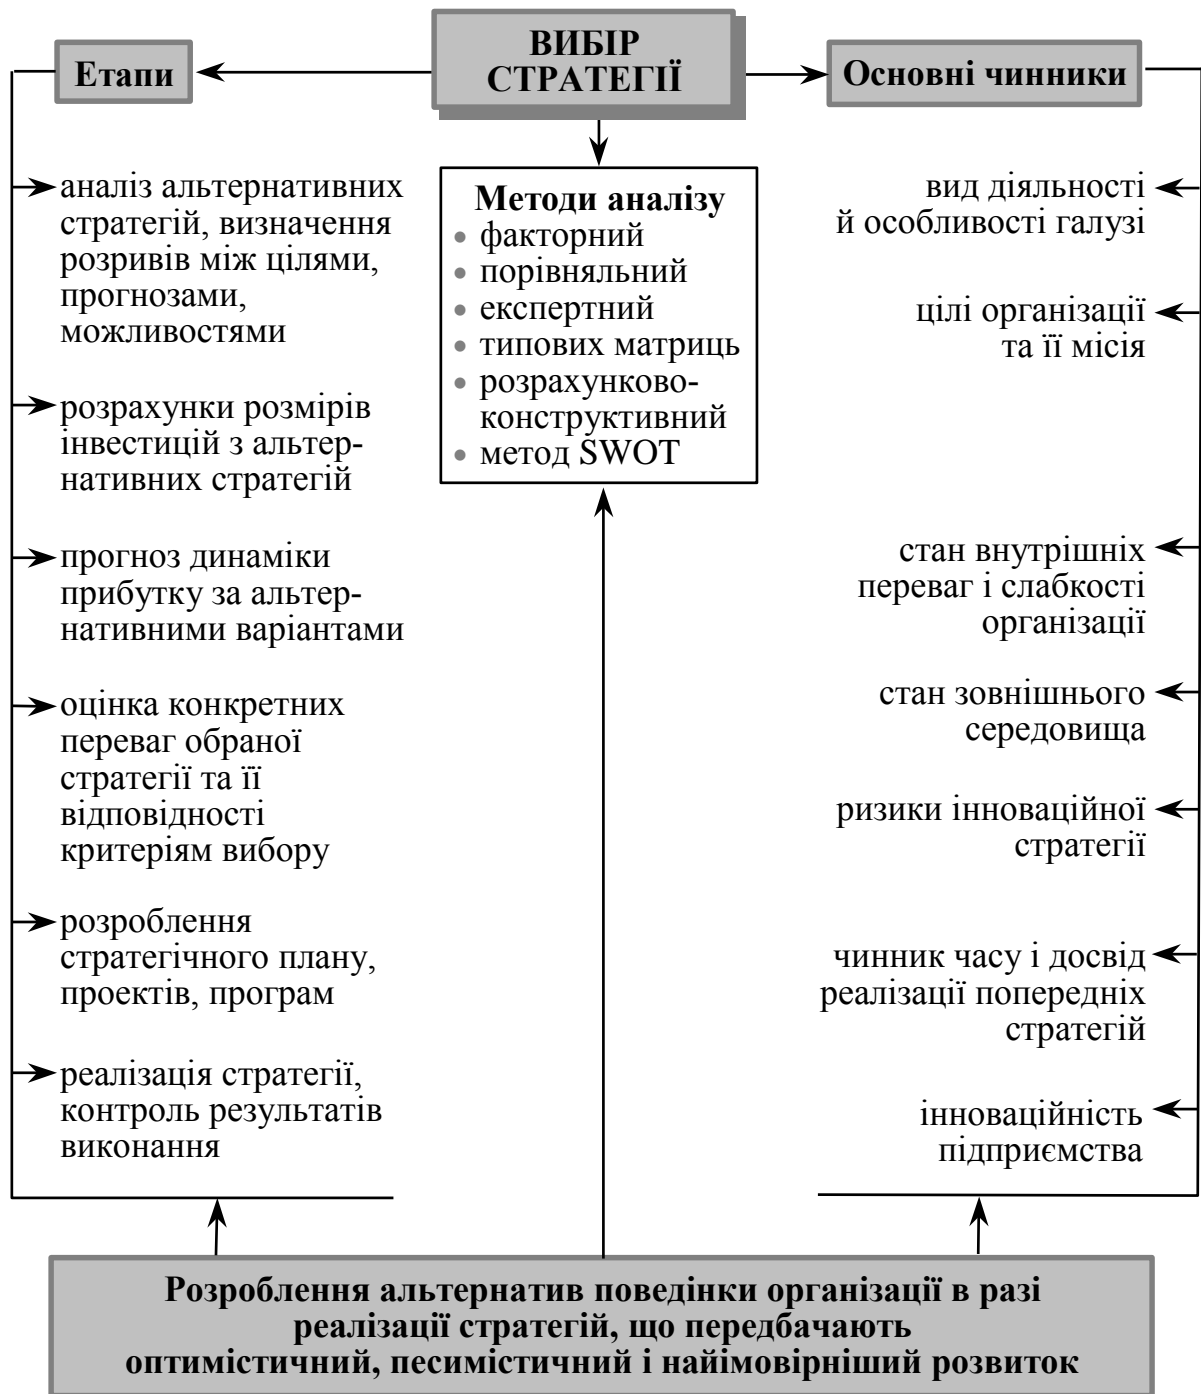 ВИБІР
СТРАТЕГІЇ
Етапи
аналіз альтернативних
стратегій, визначення
розривів між цілями,
прогнозами,
можливостями
розрахунки розмірів
інвестицій з альтер-
нативних стратегій
прогноз динаміки
прибутку за альтер-
нативними варіантами
оцінка конкретних
переваг обраної
стратегії та її
відповідності
критеріям вибору
розроблення
стратегічного плану,
проектів, програм
реалізація стратегії,
контроль результатів
виконання
Методи аналізу
• факторний
• порівняльний
• експертний
• типових матриць
• розрахунково-
конструктивний
• метод SWOT
Основні чинники
вид діяльності
й особливості галузі
цілі організації
та її місія
стан внутрішніх
переваг і слабкості
організації
стан зовнішнього
середовища
ризики інноваційної
стратегії
чинник часу і досвід
реалізації попередніх
стратегій
інноваційність
підприємства
Розроблення альтернатив поведінки організації в разі
реалізації стратегій, що передбачають
оптимістичний, песимістичний і найімовірніший розвиток